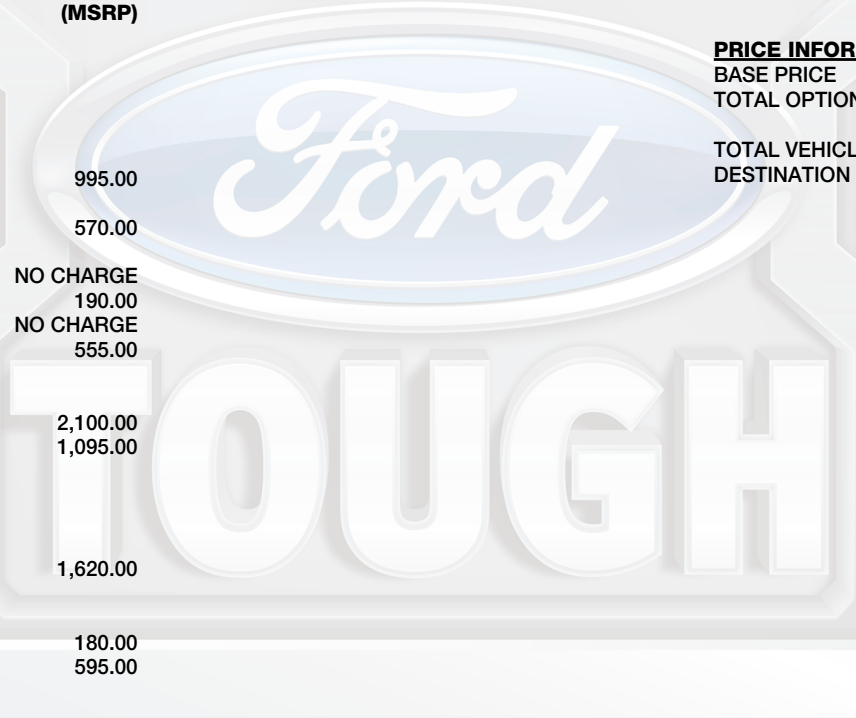 (MSRP)
PRICE INFOR
BASE PRICE
TOTAL OPTION
TOTAL VEHICL
995.00
DESTINATION
570.00
NO CHARGE
190.00
NO CHARGE
555.00
2,100.00
1,095.00
1,620.00
180.00
595.00
Ford
TOUGH